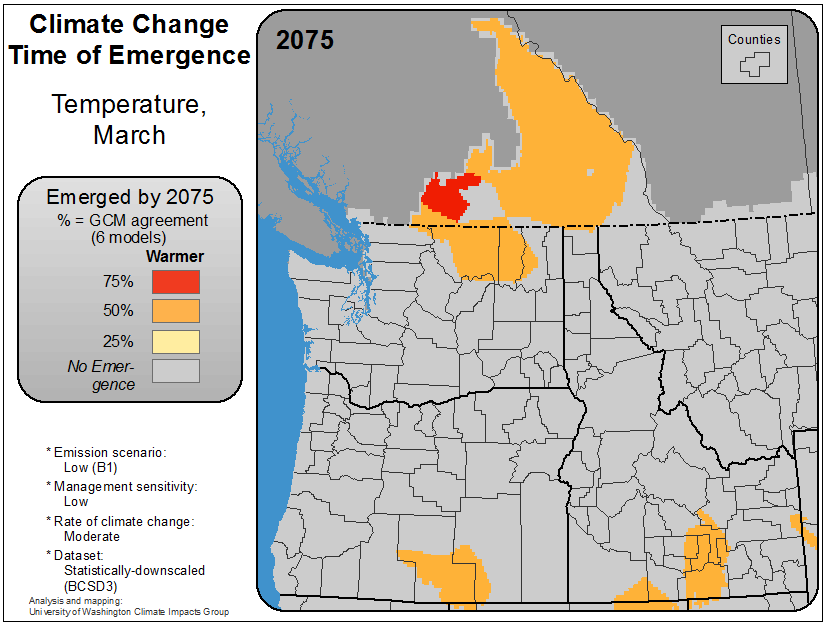 Climate Change
Time of Emergence
Temperature,
March
Emerged by 2075
% = GCM agreement
(6 models)
Warmer
75%
50%
25%
No Emer-
gence
* Emission scenario:
Low (B1)
* Management sensitivity:
Low
* Rate of climate change:
Moderate
* Dataset:
Statistically-downscaled
(BCSD3)
Analysis and mapping:
University of Washington Climate Impacts Group
2075
Counties